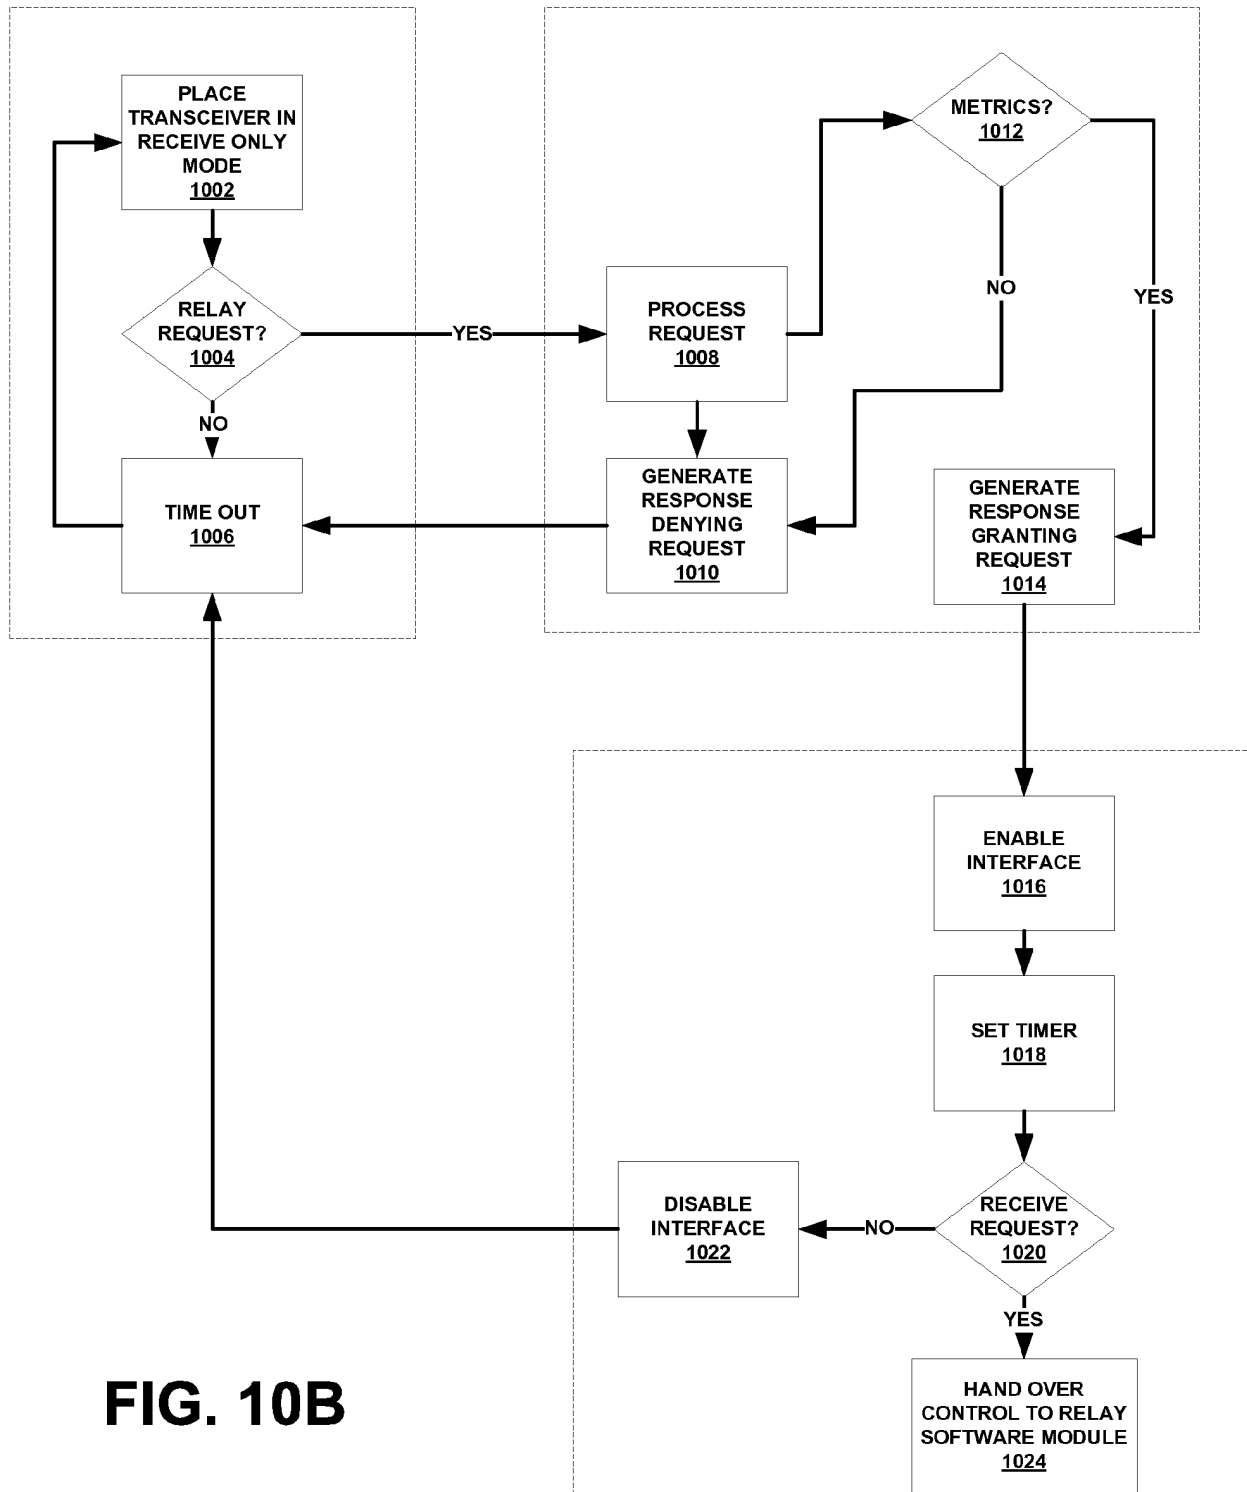 PLACE
TRANSCEIVER IN
RECEIVE ONLY
MODE
1002
RELAY
REQUEST?
1004
NO
TIME OUT
1006
YES
PROCESS
REQUEST
1008
GENERATE
RESPONSE
DENYING
REQUEST
1010
METRICS?
1012
NO
YES
GENERATE
RESPONSE
GRANTING
REQUEST
1014
ENABLE
INTERFACE
1016
SET TIMER
1018
RECEIVE
REQUEST?
1020
NO
DISABLE
INTERFACE
1022
YES
HAND OVER
CONTROL TO RELAY
SOFTWARE MODULE
1024
FIG. 10B